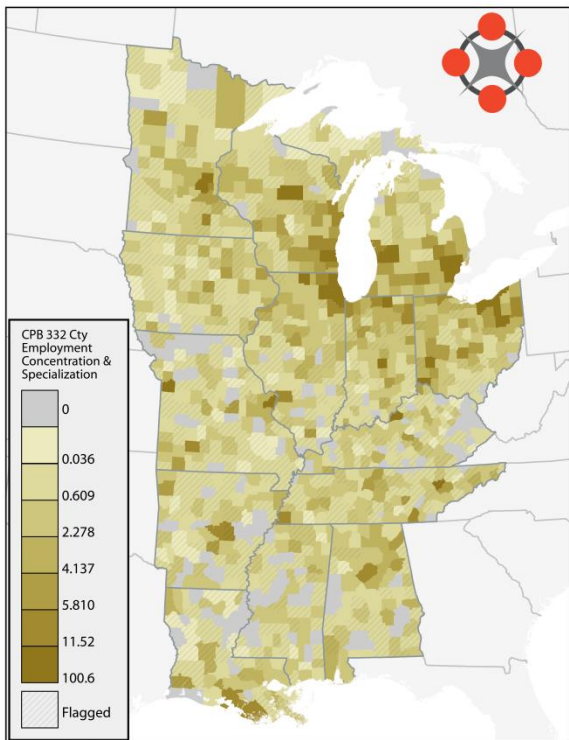 CPB 332 Cty
Employment
Concentration &
Specialization
0
0.036
0.609
2.278
4.137
5.810
11.52
100.6
Flagged